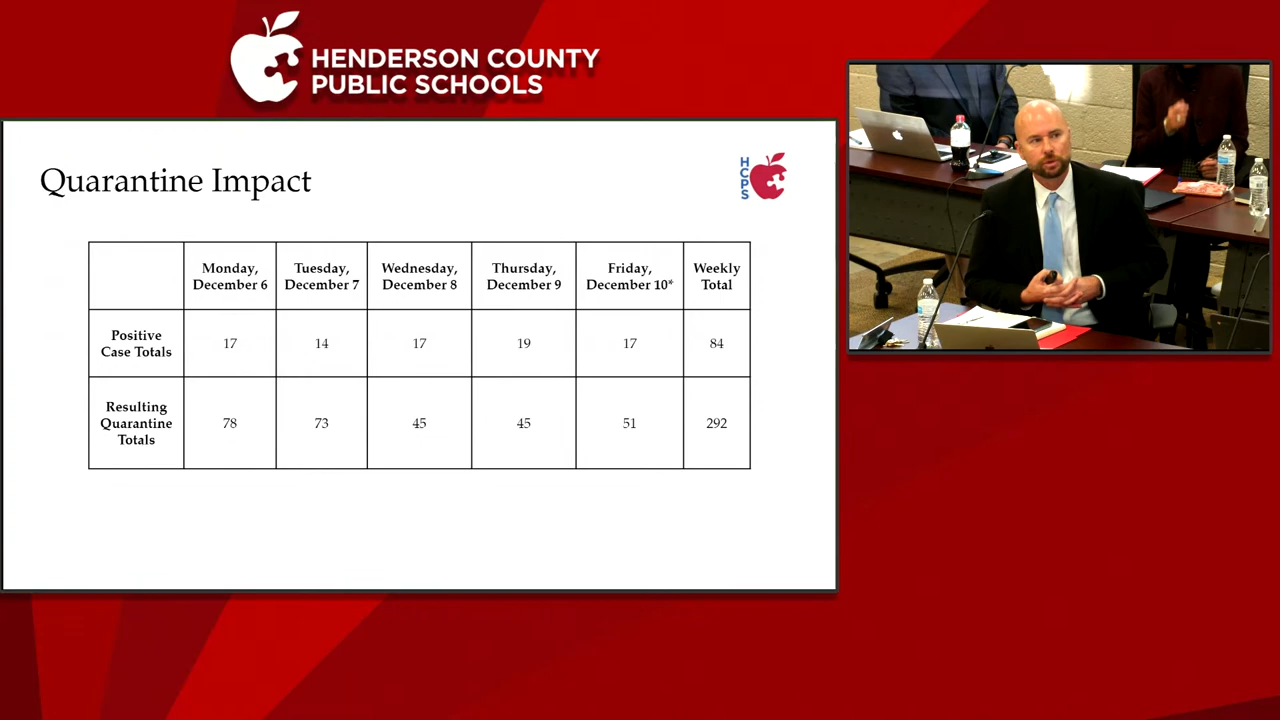 HENDERSON COUNTY
PUBLIC SCHOOLS
Quarantine Impact
HCPS
Monday,
December 6
Tuesday,
December 7
Wednesday,
December 8
Thursday,
December 9
Friday,
December 10*
Weekly
Total
Positive
Case Totals
17
14
17
19
17
84
Resulting
Quarantine
Totals
78
73
45
45
51
292